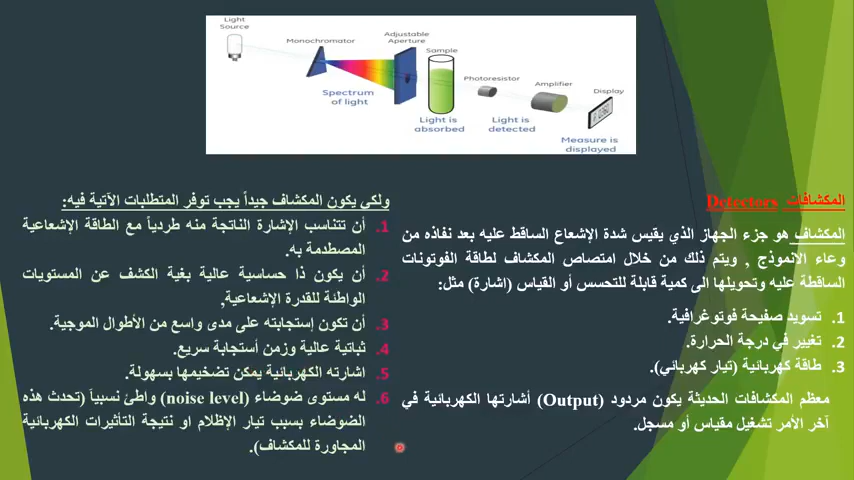 Light
Source
Monochromator
Adjustable
Aperture
Sample
Photoresistor
Amplifier
Display
Spectrum
of light
Light is
absorbed
Light is
detected
Measure is
displayed
المكشافات Detectors
المكشاف هو جزء الجهاز الذي يقيس شدة الإشعاع الساقط عليه بعد نفاذه من
وعاء الانموذج , ويتم ذلك من خلال امتصاص المكشاف لطاقة الفوتونات
الساقطة عليه وتحويلها الى كمية قابلة للتحسس أو القياس (اشارة) مثل:
1. تسويد صفيحة فوتوغرافية.
2. تغيير في درجة الحرارة.
3. طاقة كهربائية (تيار كهربائي).
معظم المكشافات الحديثة يكون مردود (Output) أشارتها الكهربائية في
آخر الأمر تشغيل مقياس أو مسجل.
ولكي يكون المكشاف جيداً يجب توفر المتطلبات الآتية فيه:
1. أن تتناسب الإشارة الناتجة منه طردياً مع الطاقة الإشعاعية
المصطدمة به.
2. أن يكون ذا حساسية عالية بغية الكشف عن المستويات
الواطئة للقدرة الإشعاعية,
3. أن تكون إستجابته على مدى واسع من الأطوال الموجية.
4. ثباتية عالية وزمن أستجابة سريع.
5. اشارته الكهربائية يمكن تضخيمها بسهولة.
6. له مستوى ضوضاء (noise level) واطئ نسبياً (تحدث هذه
الضوضاء بسبب تيار الإظلام او نتيجة التأثيرات الكهربائية
المجاورة للمكشاف).